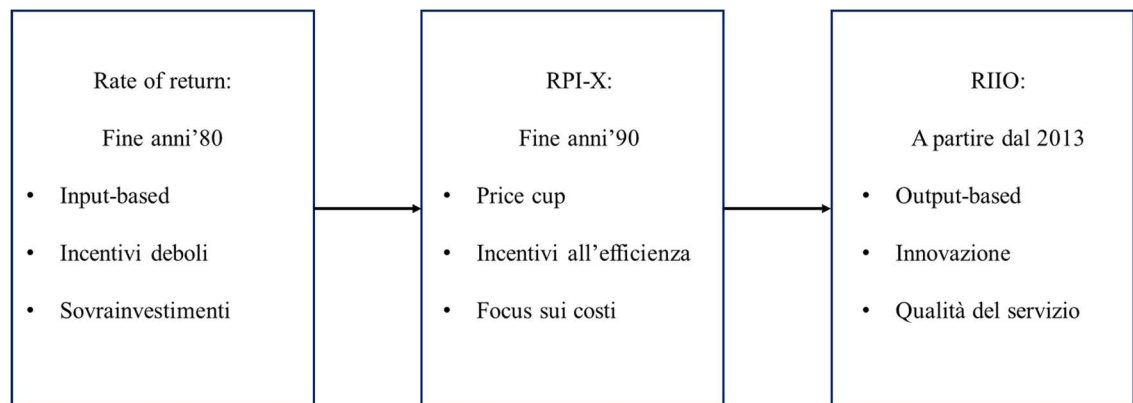 Rate of return:
Fine anni’80
• Input-based
• Incentivi deboli
• Sovrainvestimenti
RPI-X:
Fine anni’90
• Price cup
• Incentivi all’efficienza
• Focus sui costi
RIIO:
A partire dal 2013
• Output-based
• Innovazione
• Qualità del servizio